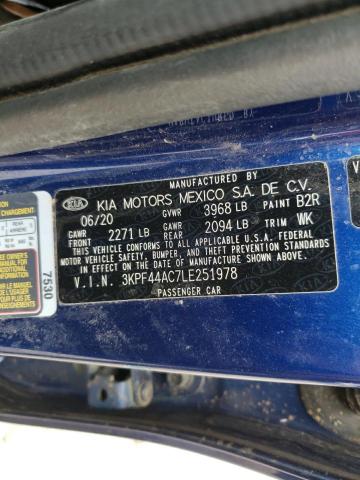 MANUFACTURED BY
KIA KIA MOTORS MEXICO S.A. DE C.V.
06/20 GVWR 3968 LB PAINT B2R
GAWR FRONT 2271 LB GAWR REAR 2094 LB TRIM WK
THIS VEHICLE CONFORMS TO ALL APPLICABLE U.S.A. FEDERAL
MOTOR VEHICLE SAFETY, BUMPER, AND THEFT PREVENTION STANDARDS
IN EFFECT ON THE DATE OF MANUFACTURE SHOWN ABOVE.
V.I.N. 3KPF44AC7LE251978
PASSENGER CAR
7530